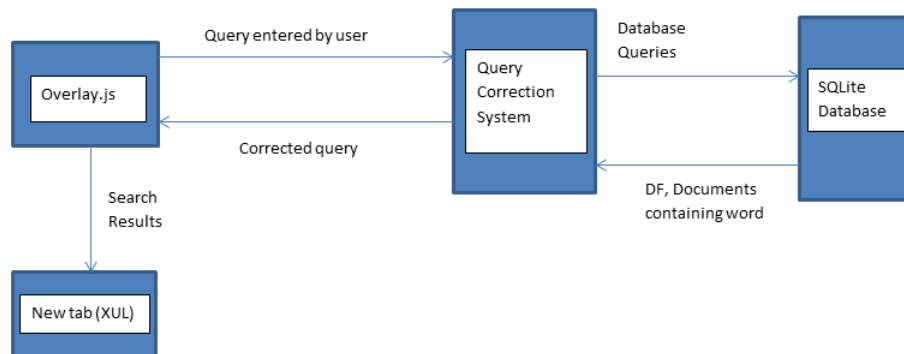 Query entered by user
Database
Queries
Overlay.js
Query
Correction
System
SQLite
Database
Corrected query
DF, Documents
containing word
Search
Results
New tab (XUL)